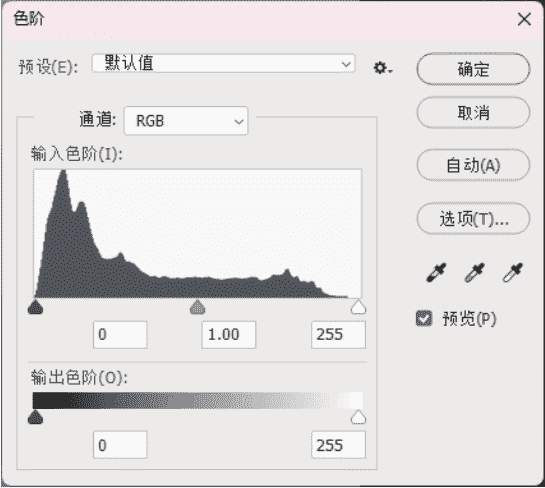 色阶
预设(E): 默认值
确定
通道: RGB
取消
输入色阶(I):
自动(A)
选项(T)...
预览(P)
0 1.00 255
输出色阶(O):
0 255